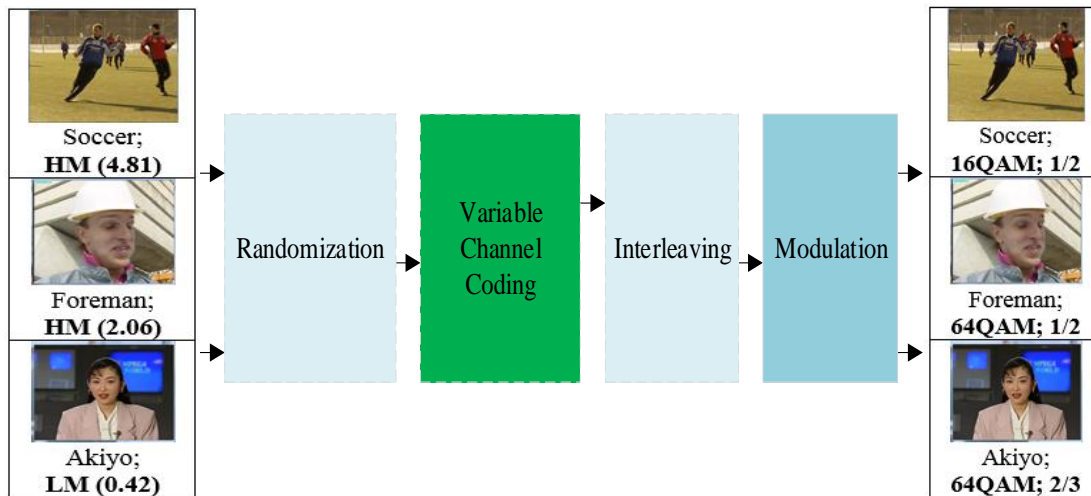 Soccer;
HM (4.81)
Foreman;
HM (2.06)
Akiyo;
LM (0.42)
Randomization
Variable
Channel
Coding
Interleaving
Modulation
Soccer;
16QAM; 1/2
Foreman;
64QAM; 1/2
Akiyo;
64QAM; 2/3